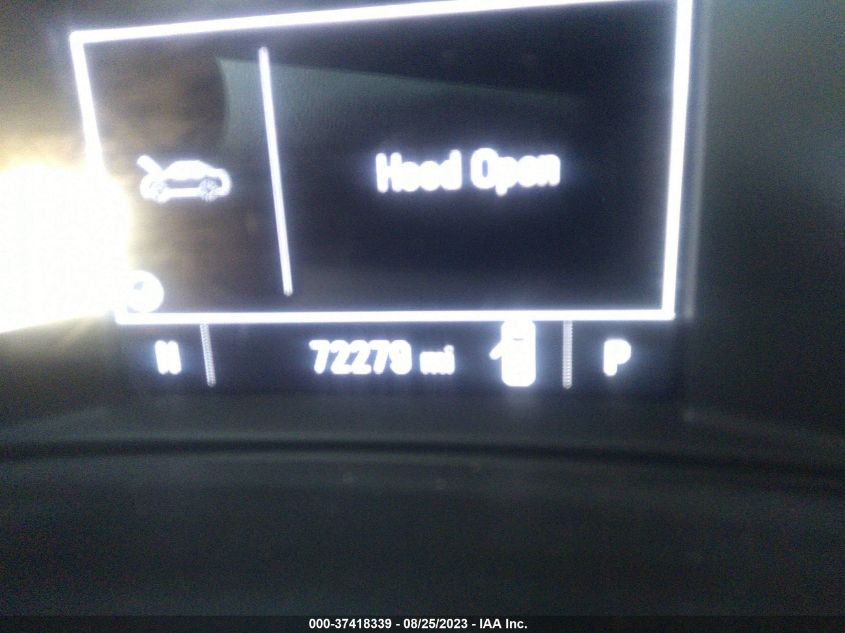 Hood Open
N 72279 mi P
000-37418339 - 08/25/2023 - IAA Inc.